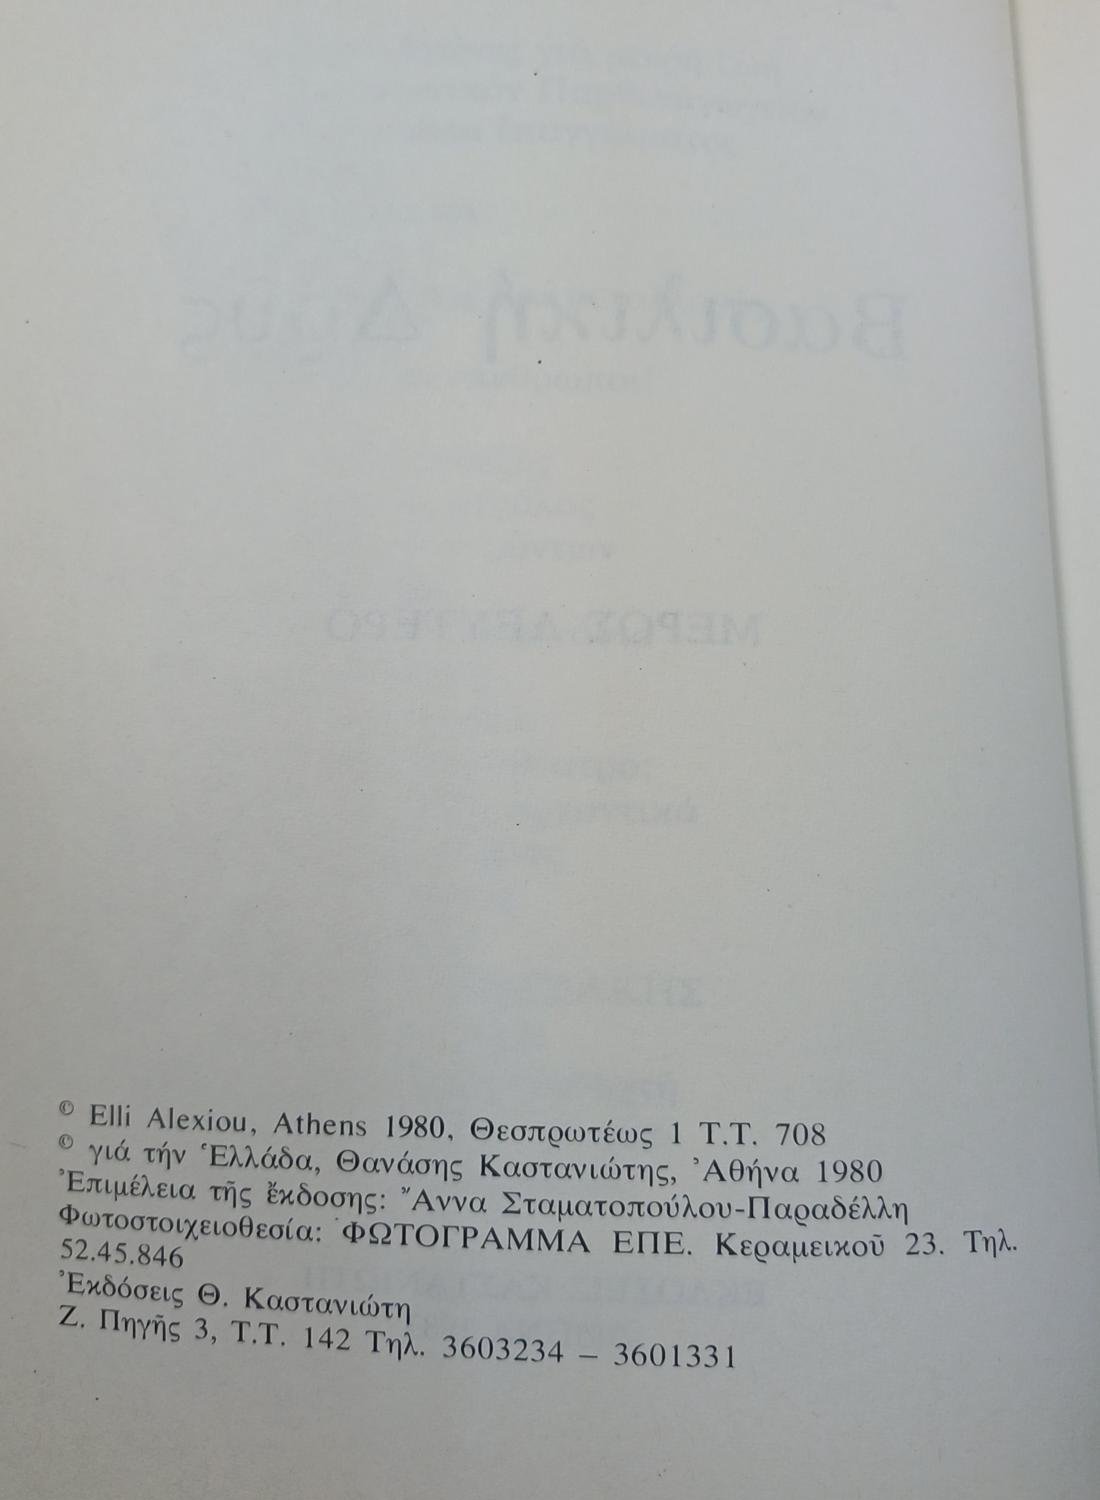 © Elli Alexiou, Athens 1980, Θεσπρωτέως 1 Τ.Τ. 708
© γιά τήν Ἑλλάδα, Θανάσης Καστανιώτης, Ἀθήνα 1980
Ἐπιμέλεια τῆς ἔκδοσης: Ἄννα Σταματοπούλου-Παραδέλλη
Φωτοστοιχειοθεσία: ΦΩΤΟΓΡΑΜΜΑ ΕΠΕ. Κεραμεικοῦ 23. Τηλ.
52.45.846
Ἐκδόσεις Θ. Καστανιώτη
Ζ. Πηγῆς 3, Τ.Τ. 142 Τηλ. 3603234 – 3601331